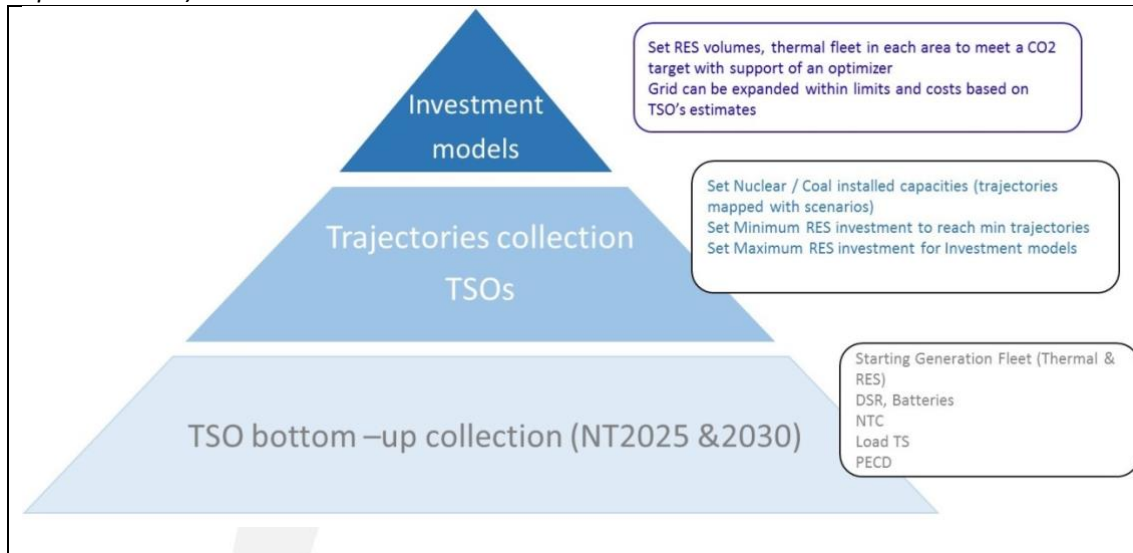 Set RES volumes, thermal fleet in each area to meet a CO2
target with support of an optimizer
Grid can be expanded within limits and costs based on
TSO's estimates
Investment
models
Set Nuclear / Coal installed capacities (trajectories
mapped with scenarios)
Set Minimum RES investment to reach min trajectories
Set Maximum RES investment for Investment models
Trajectories collection
TSOs
Starting Generation Fleet (Thermal &
RES)
DSR, Batteries
NTC
Load TS
PECD
TSO bottom –up collection (NT2025 &2030)